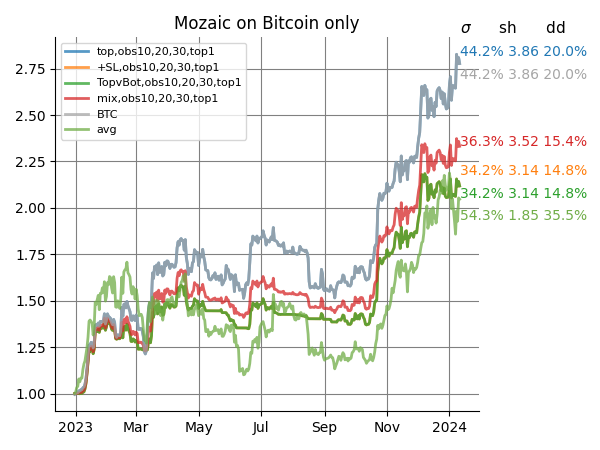 Mozaic on Bitcoin only
σ sh dd
top,obs10,20,30,top1
+SL,obs10,20,30,top1
TopvBot,obs10,20,30,top1
mix,obs10,20,30,top1
BTC
avg
44.2% 3.86 20.0%
44.2% 3.86 20.0%
36.3% 3.52 15.4%
34.2% 3.14 14.8%
34.2% 3.14 14.8%
54.3% 1.85 35.5%
2.75
2.50
2.25
2.00
1.75
1.50
1.25
1.00
2023 Mar May Jul Sep Nov 2024